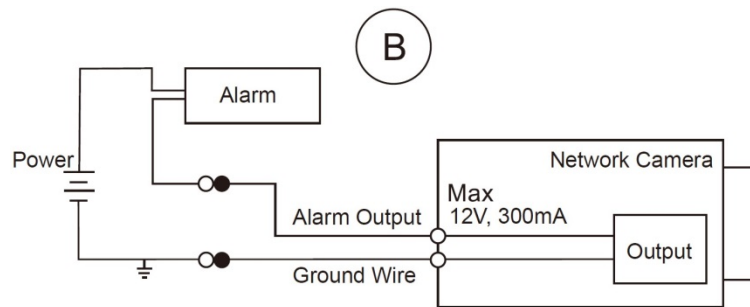 B
Alarm
Power
Network Camera
Max
12V, 300mA
Alarm Output
Output
Ground Wire